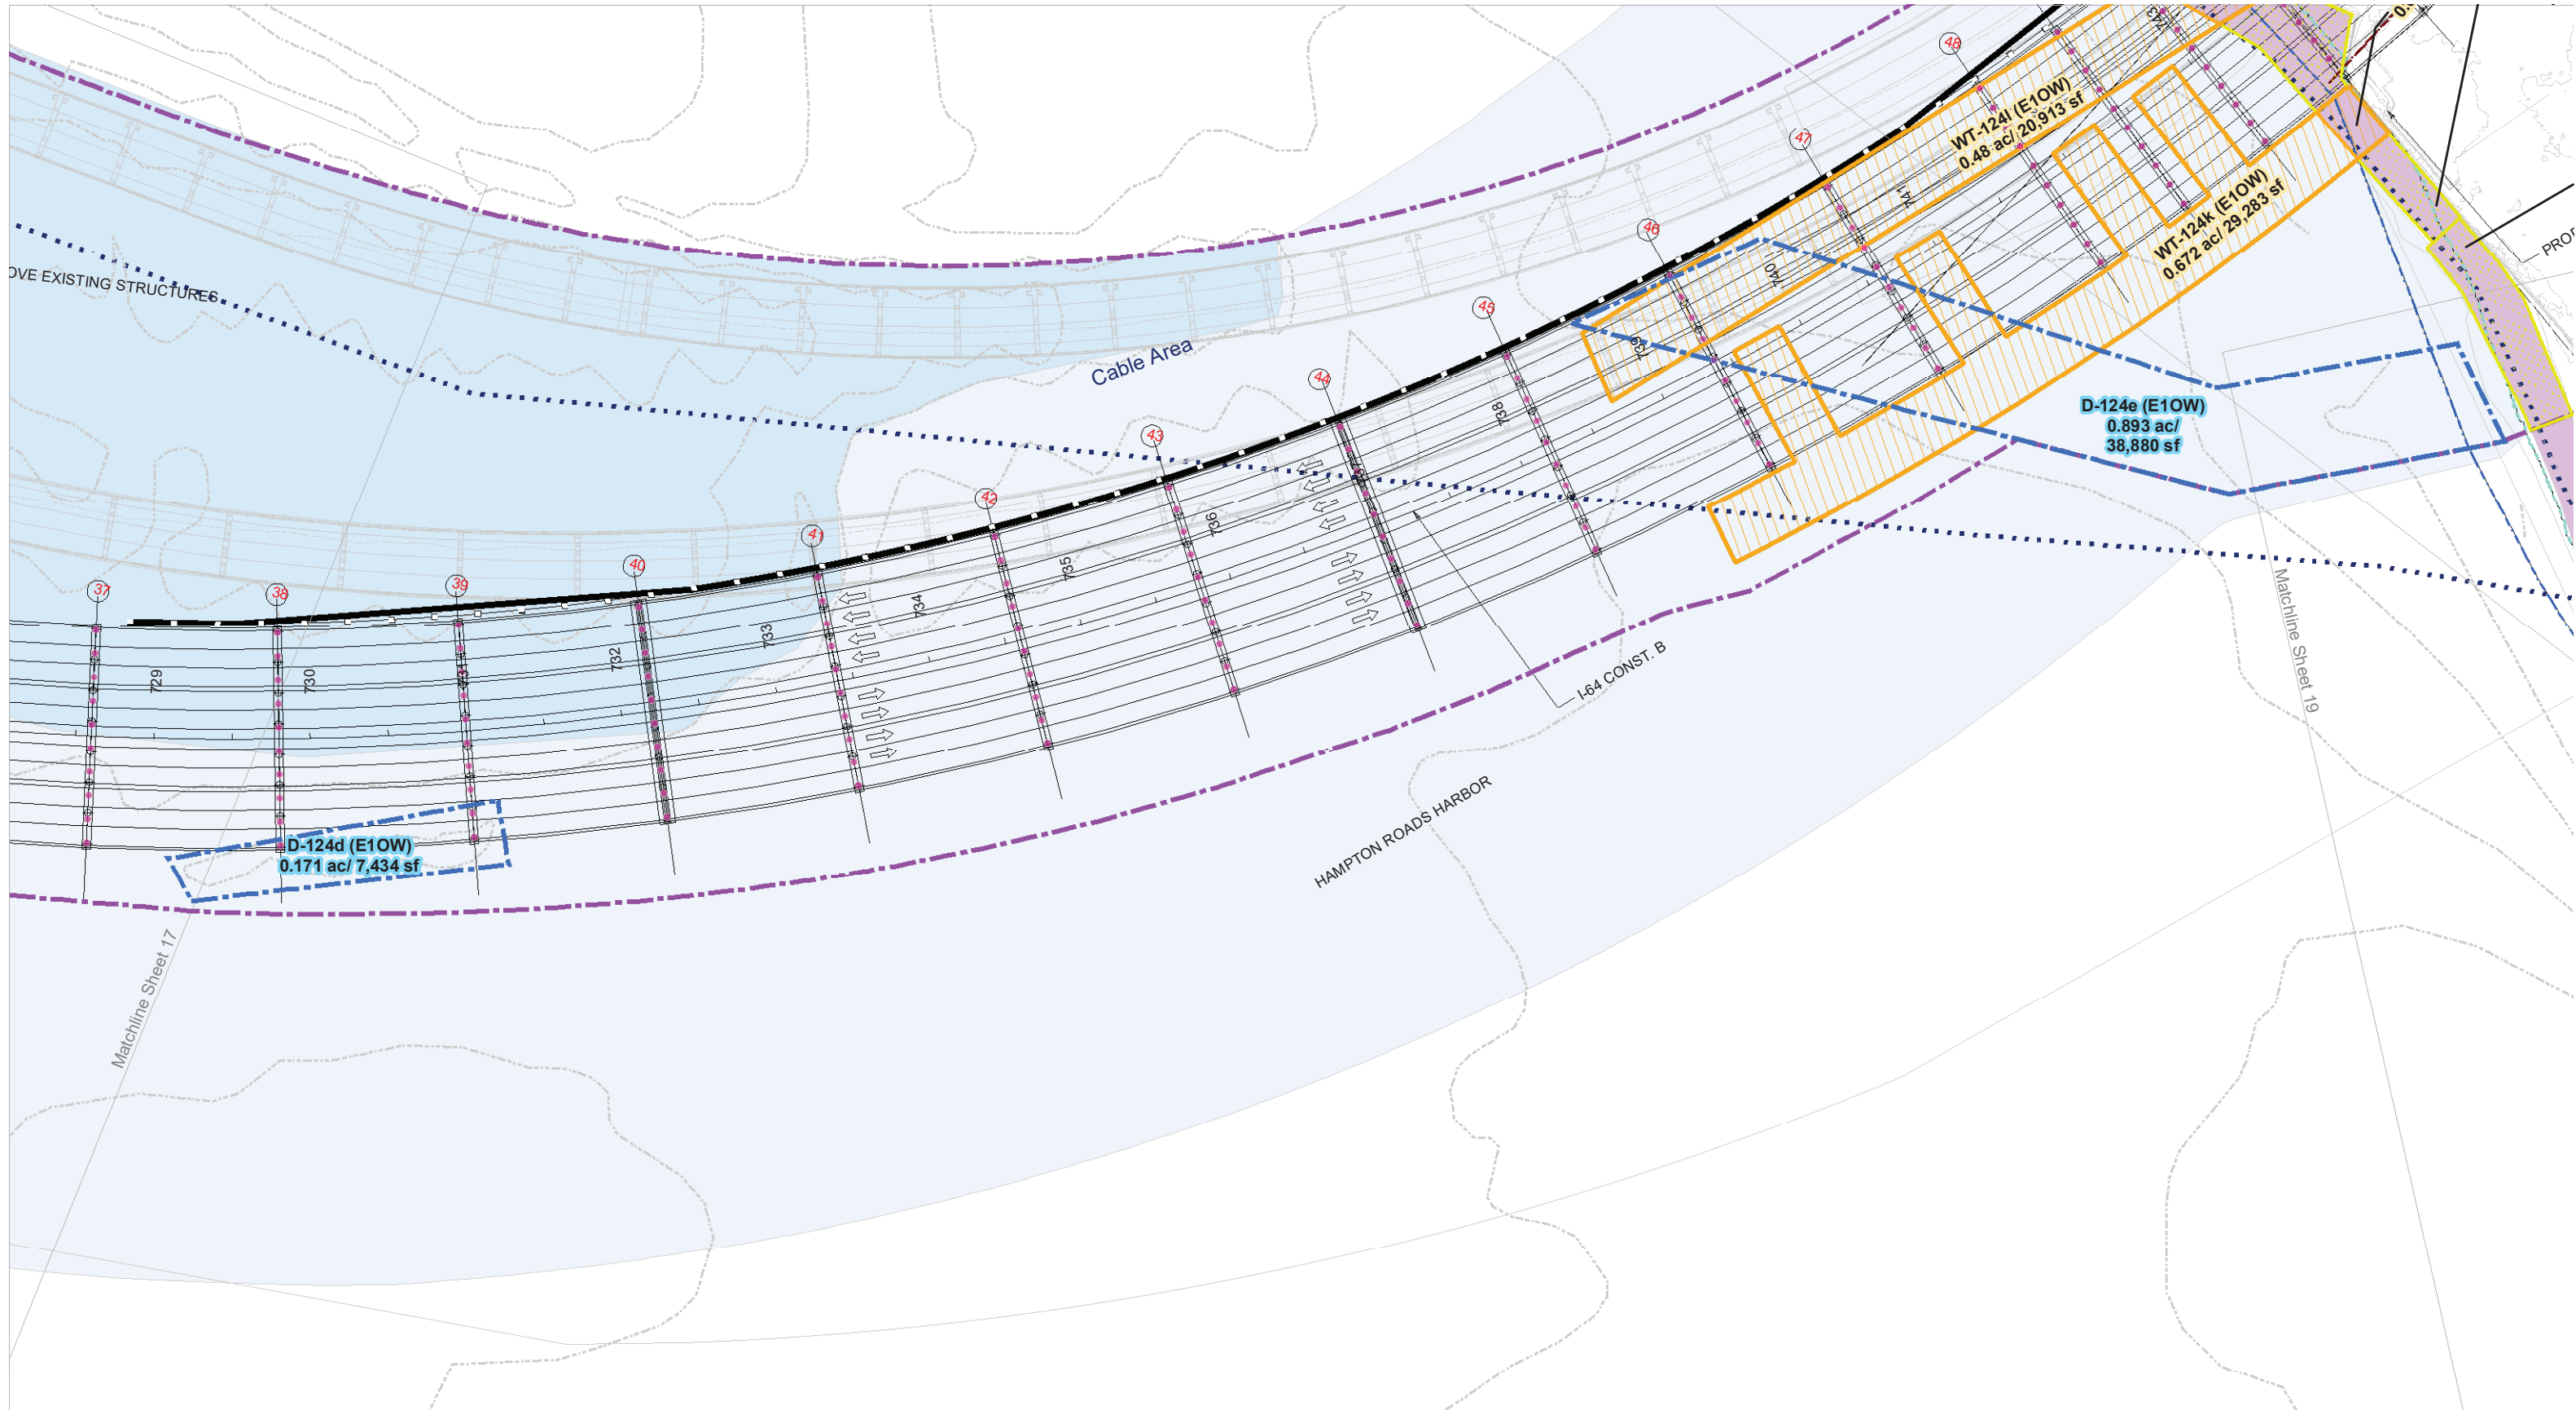 48
WT-124l (E1OW)
0.48 ac/ 20,913 sf
743
47
741
WT-124k (E1OW)
0.672 ac/ 29,283 sf
46
740
OVE EXISTING STRUCTURES
45
739
Cable Area
44
738
D-124e (E1OW)
0.893 ac/
38,880 sf
43
736
42
735
41
734
40
733
39
732
38
730
37
729
I-64 CONST. B
Matchline Sheet 19
HAMPTON ROADS HARBOR
D-124d (E1OW)
0.171 ac/ 7,434 sf
Matchline Sheet 17